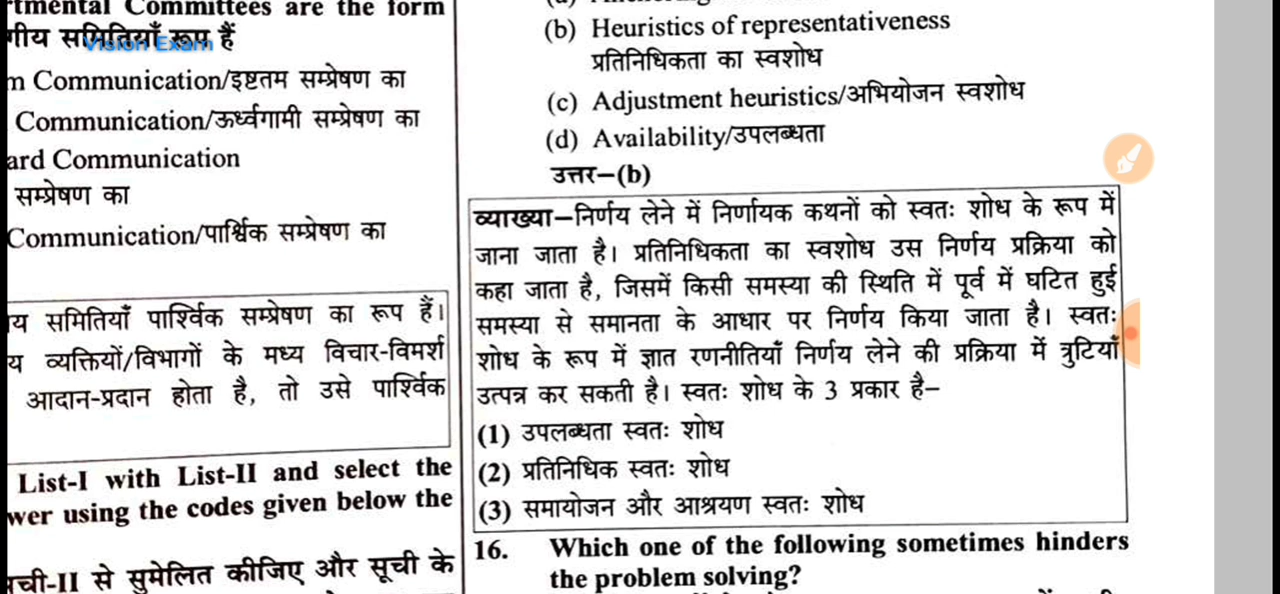 tmental Committees are the form
गीय समितियाँ रूप हैं
Vision Exam
m Communication/इष्टतम सम्प्रेषण का
Communication/ऊर्ध्वगामी सम्प्रेषण का
ard Communication
सम्प्रेषण का
Communication/पार्श्विक सम्प्रेषण का
य समितियाँ पार्श्विक सम्प्रेषण का रूप हैं।
य व्यक्तियों/विभागों के मध्य विचार-विमर्श
आदान-प्रदान होता है, तो उसे पार्श्विक
List-I with List-II and select the
wer using the codes given below the
सूची-II से सुमेलित कीजिए और सूची के
(b) Heuristics of representativeness
प्रतिनिधिकता का स्वशोध
(c) Adjustment heuristics/अभियोजन स्वशोध
(d) Availability/उपलब्धता
उत्तर–(b)
व्याख्या–निर्णय लेने में निर्णायक कथनों को स्वतः शोध के रूप में
जाना जाता है। प्रतिनिधिकता का स्वशोध उस निर्णय प्रक्रिया को
कहा जाता है, जिसमें किसी समस्या की स्थिति में पूर्व में घटित हुई
समस्या से समानता के आधार पर निर्णय किया जाता है। स्वतः
शोध के रूप में ज्ञात रणनीतियाँ निर्णय लेने की प्रक्रिया में त्रुटियाँ
उत्पन्न कर सकती है। स्वतः शोध के 3 प्रकार है–
(1) उपलब्धता स्वतः शोध
(2) प्रतिनिधिक स्वतः शोध
(3) समायोजन और आश्रयण स्वतः शोध
16. Which one of the following sometimes hinders
the problem solving?